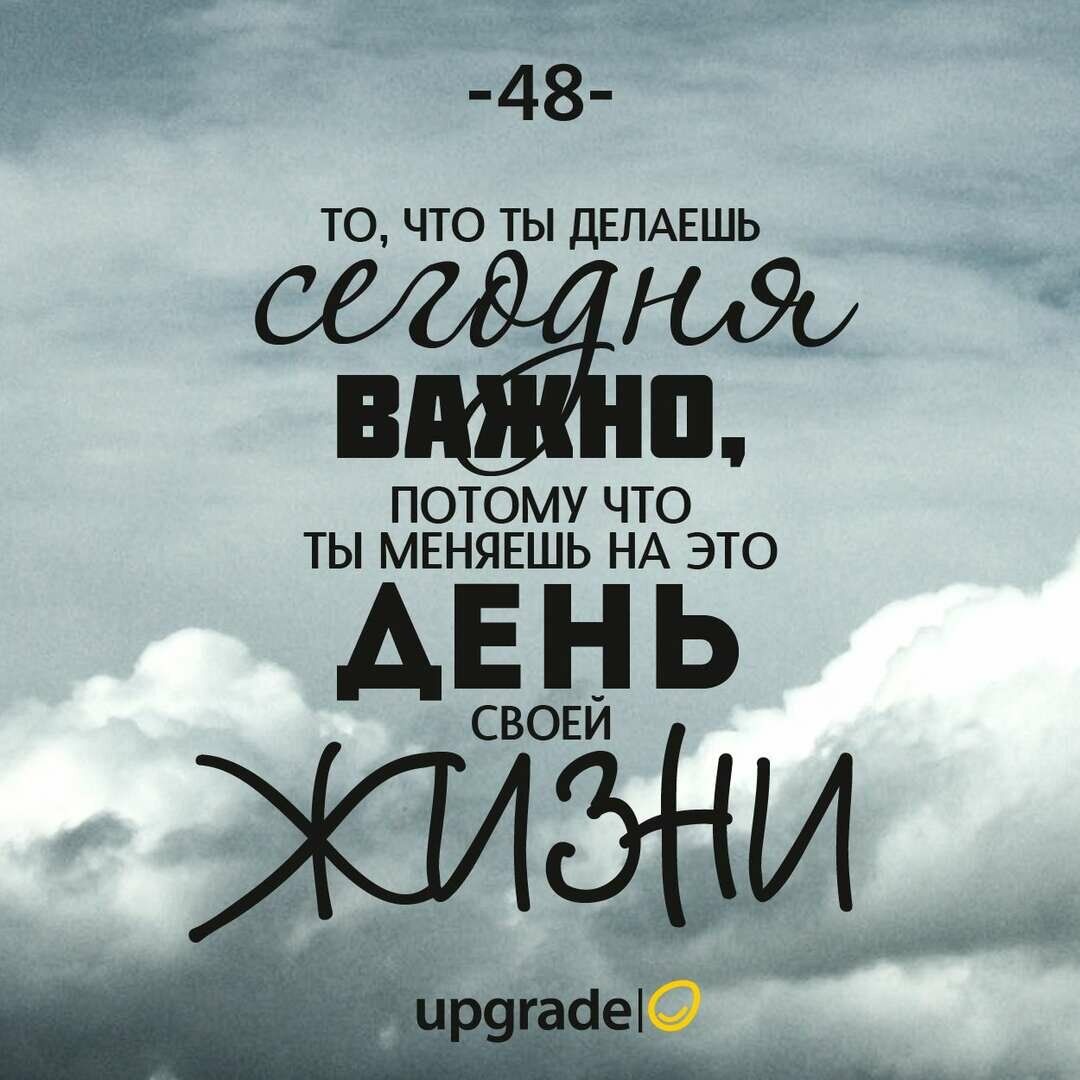 -48-
ТО, ЧТО ТЫ ДЕЛАЕШЬ
сегодня
ВАЖНО,
ПОТОМУ ЧТО
ТЫ МЕНЯЕШЬ НА ЭТО
ДЕНЬ
СВОЕЙ
ЖИЗНИ
upgrade|